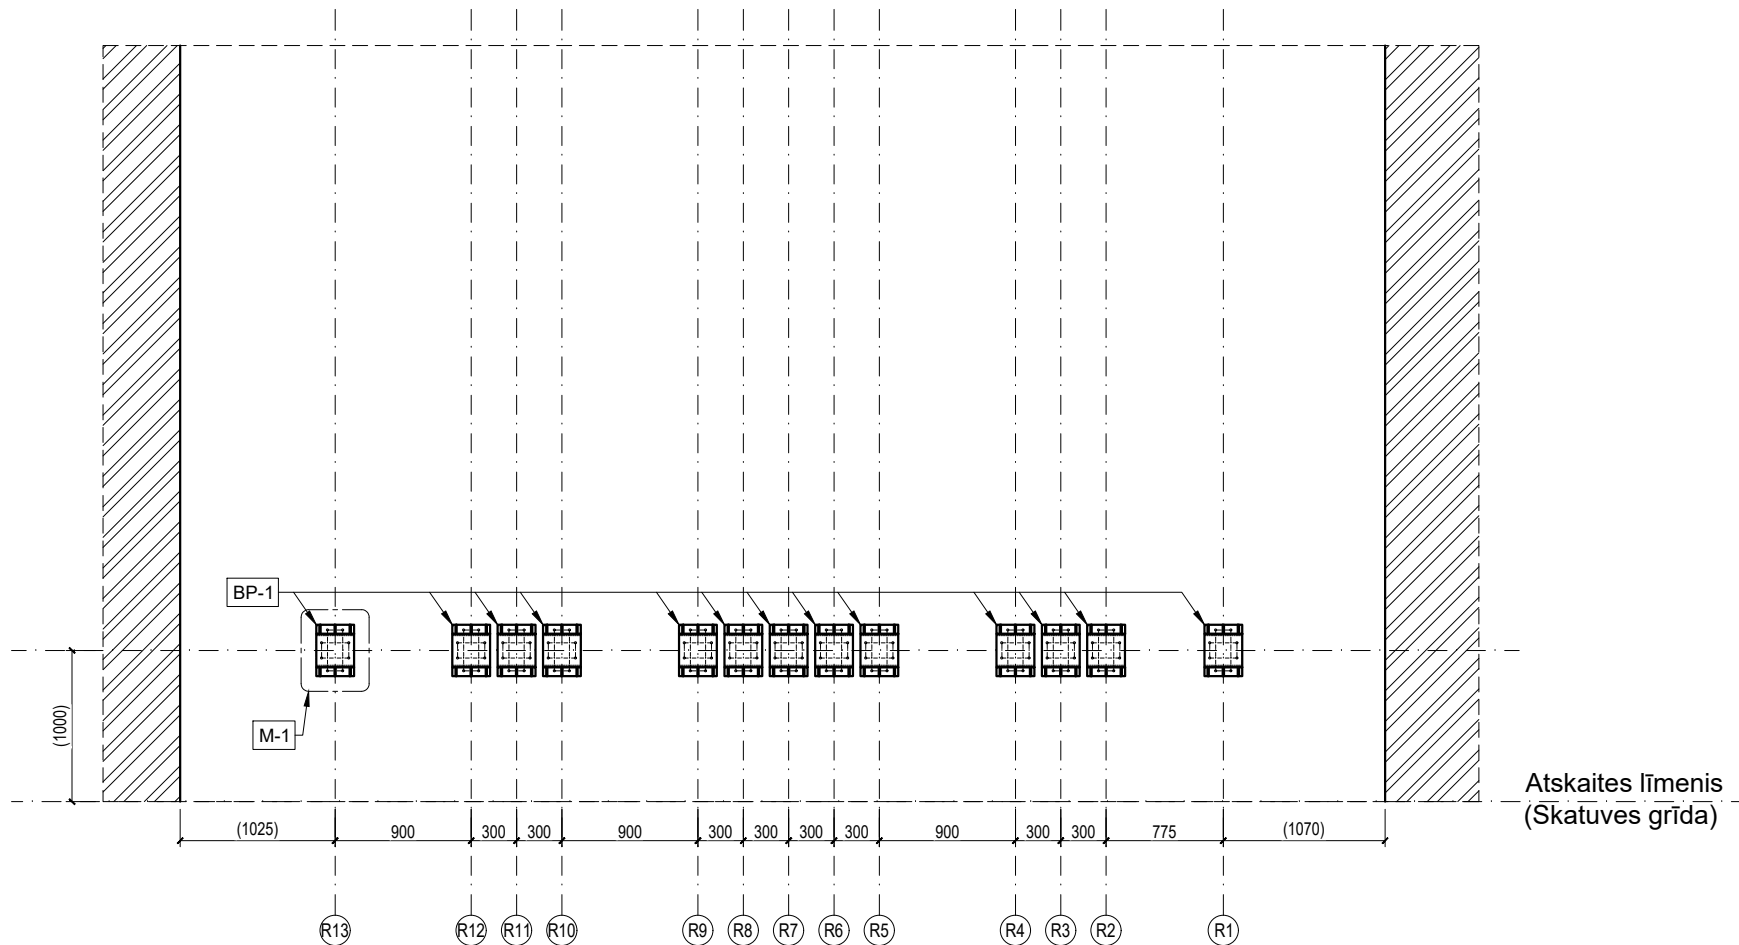 BP-1
M-1
(1000)
Atskaites līmenis
(Skatuves grīda)
(1025) 900 300 300 900 300 300 300 300 900 300 300 775 (1070)
R13 R12 R11 R10 R9 R8 R7 R6 R5 R4 R3 R2 R1